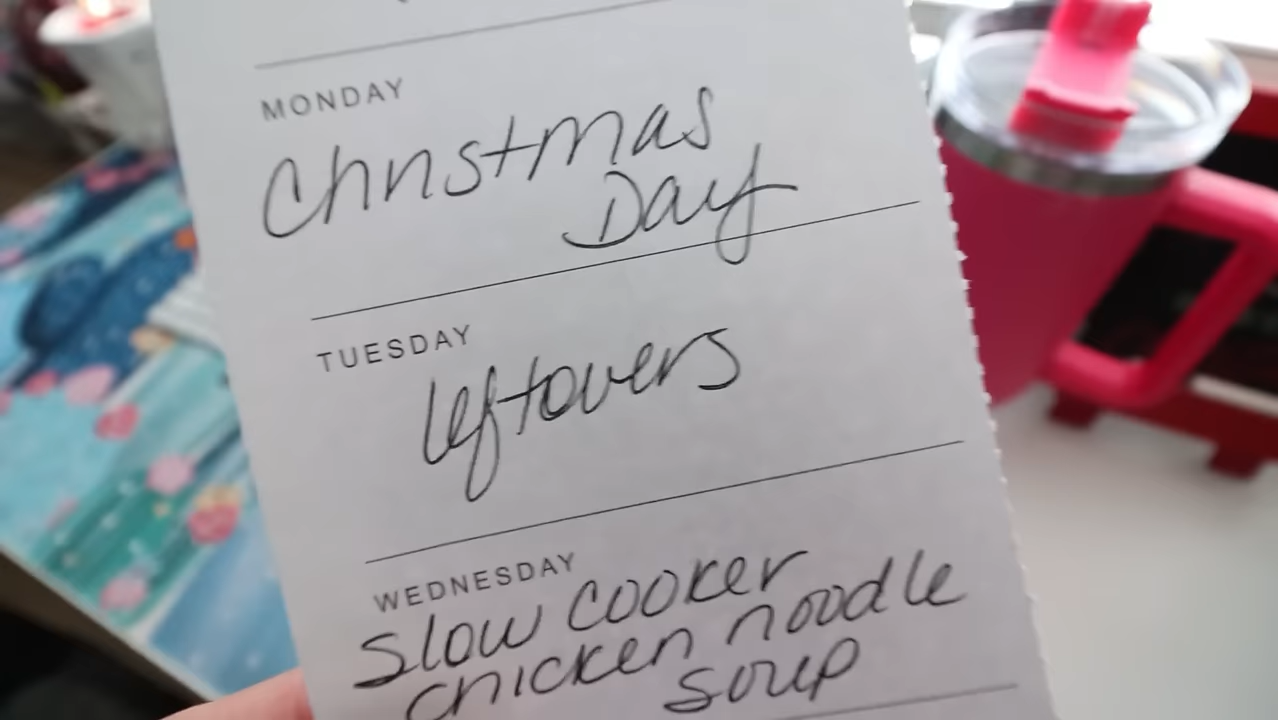 MONDAY
Christmas
Day
TUESDAY
leftovers
WEDNESDAY
slow cooker
chicken noodle
soup